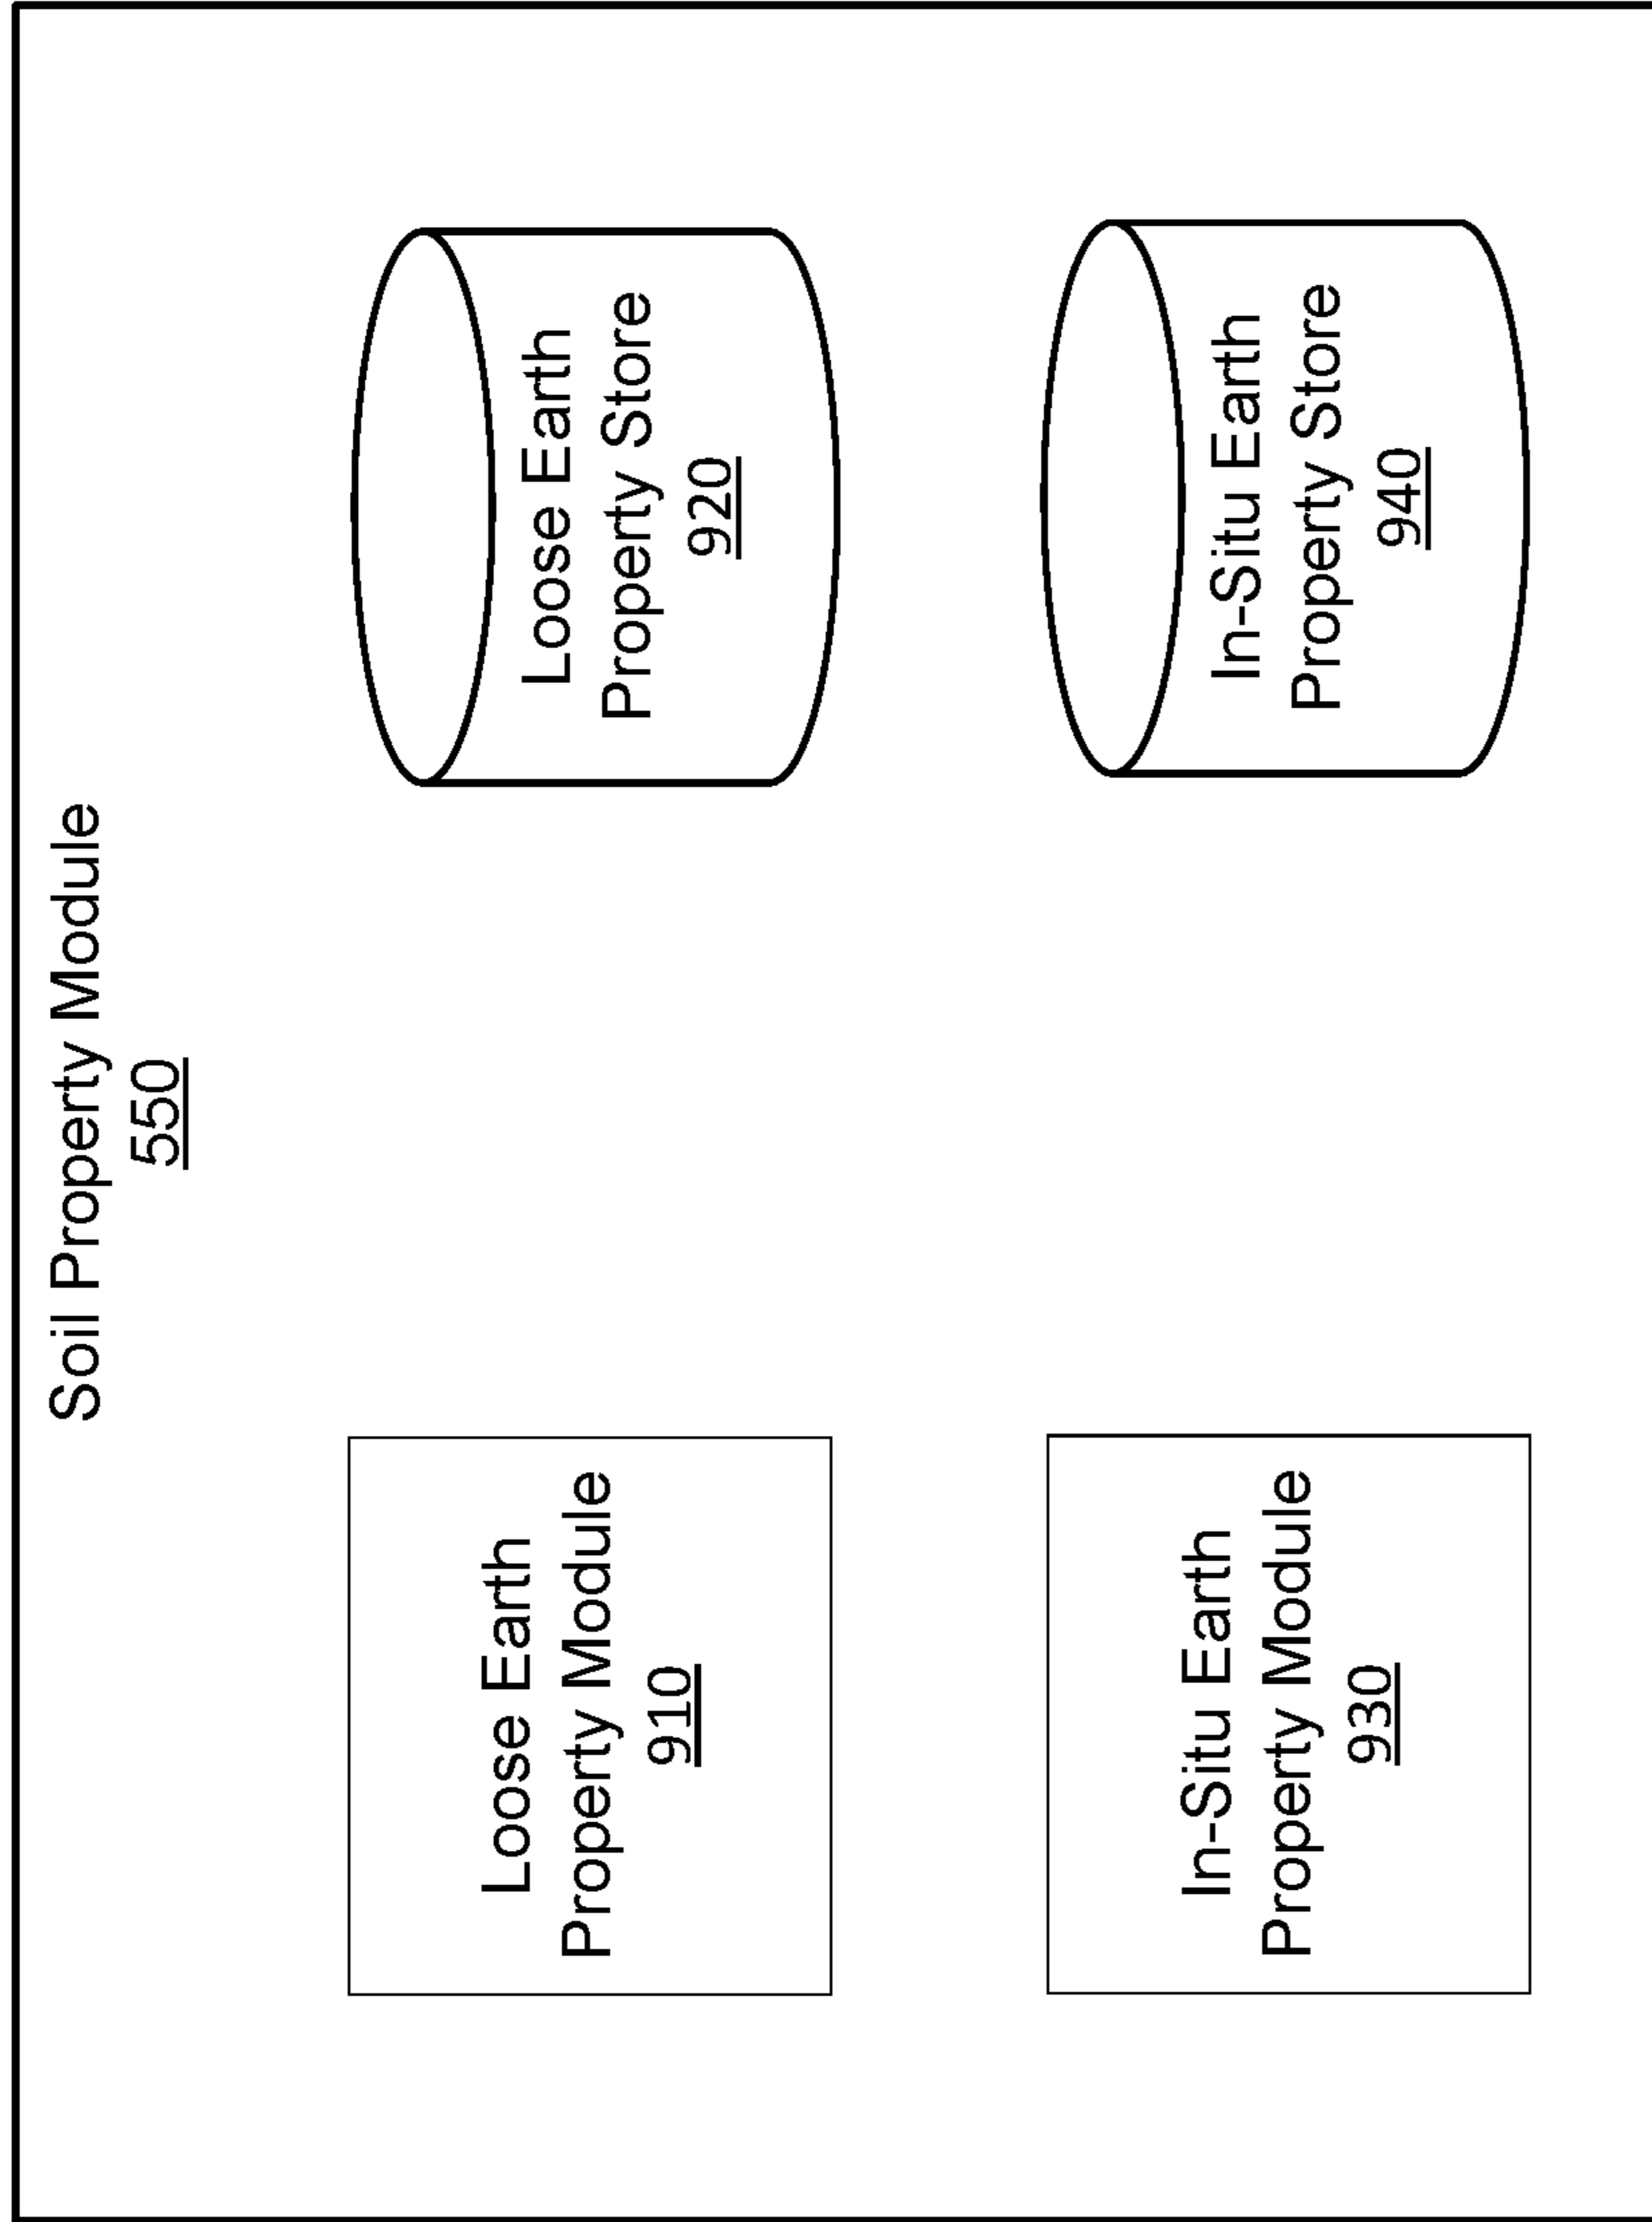 Soil Property Module
550
Loose Earth
Property Module
910
Loose Earth
Property Store
920
In-Situ Earth
Property Module
930
In-Situ Earth
Property Store
940